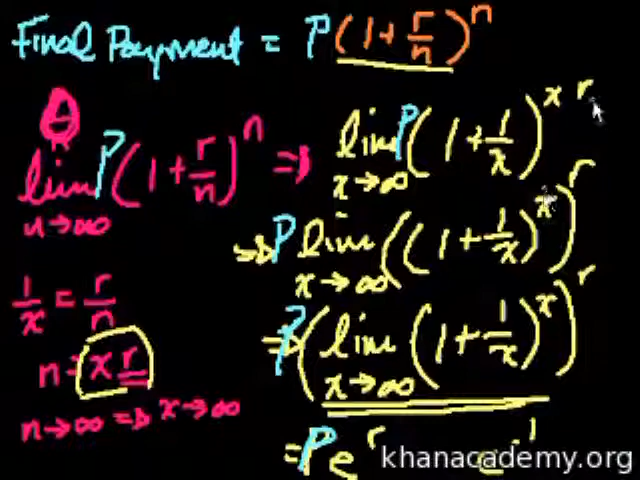 Final Payment = P(1 + r/n)^n
lim n→∞ P(1 + r/n)^n ⇒ lim x→∞ P(1 + 1/x)^xr
⇒ P lim x→∞ ((1 + 1/x)^x)^r
1/x = r/n
⇒ P(lim x→∞ (1 + 1/x)^x)^r
n = xr
n→∞ ⇒ x→∞
= Pe^r
khanacademy.org